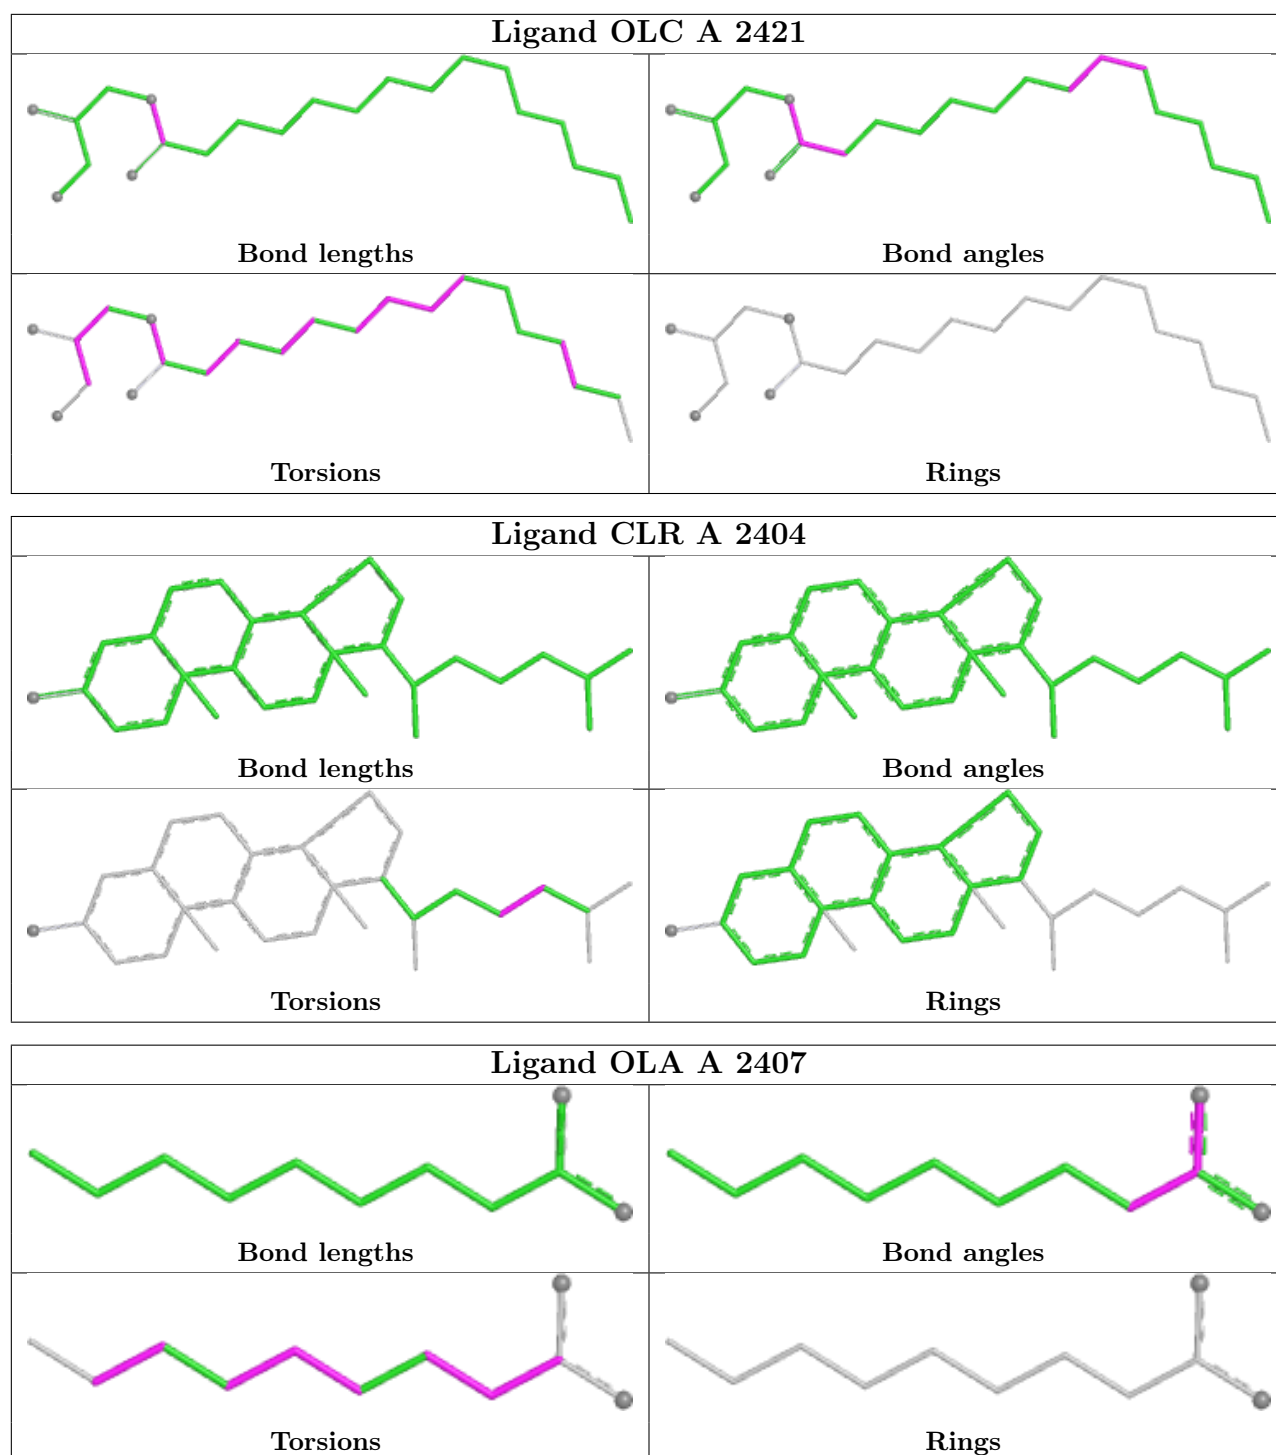 Ligand OLC A 2421
Bond lengths
Bond angles
Torsions
Rings
Ligand CLR A 2404
Bond lengths
Bond angles
Torsions
Rings
Ligand OLA A 2407
Bond lengths
Bond angles
Torsions
Rings